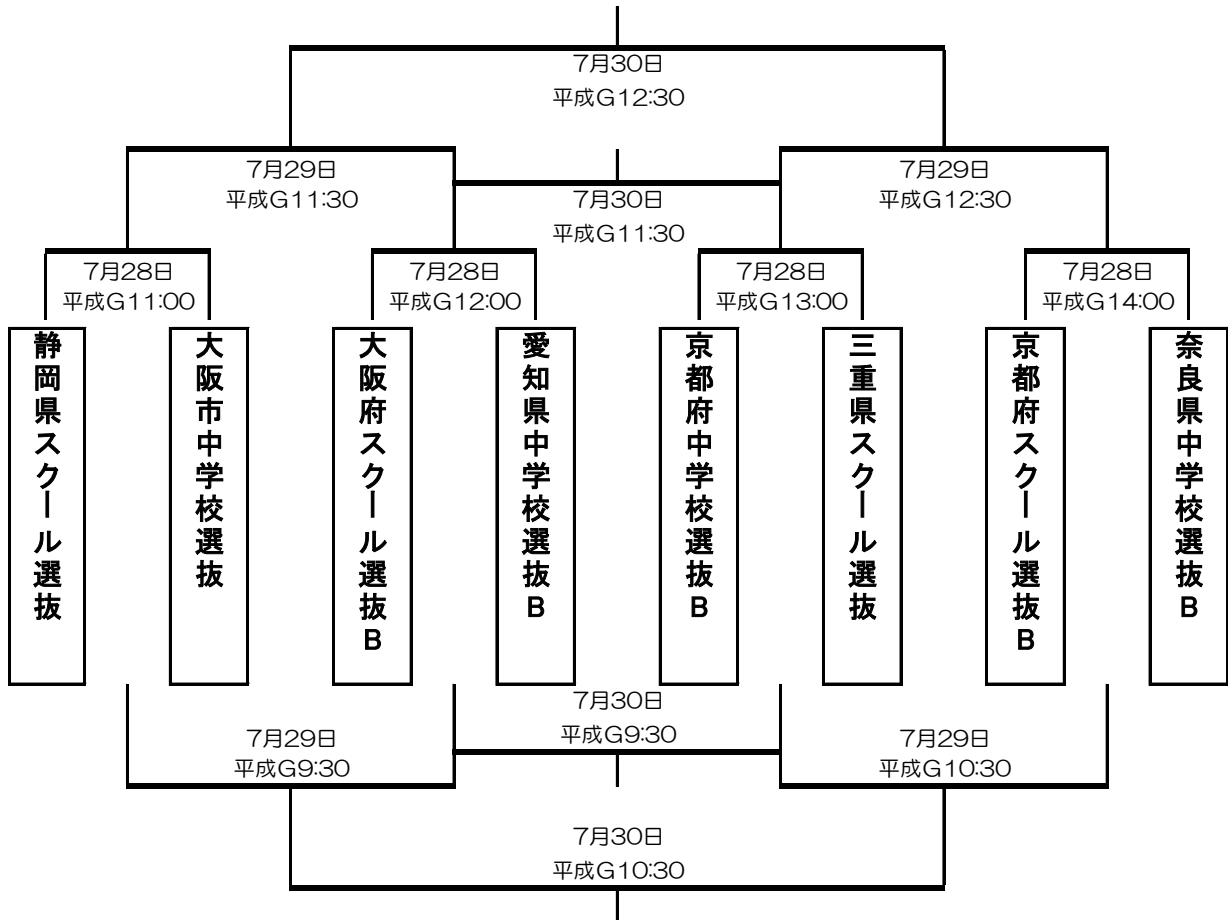 7月30日
平成G12:30
7月29日
平成G11:30
7月30日
平成G11:30
7月29日
平成G12:30
7月28日
平成G11:00
7月28日
平成G12:00
7月28日
平成G13:00
7月28日
平成G14:00
静岡県スクール選抜
大阪市中学校選抜
大阪府スクール選抜B
愛知県中学校選抜B
京都府中学校選抜B
三重県スクール選抜
京都府スクール選抜B
奈良県中学校選抜B
7月29日
平成G9:30
7月30日
平成G9:30
7月29日
平成G10:30
7月30日
平成G10:30